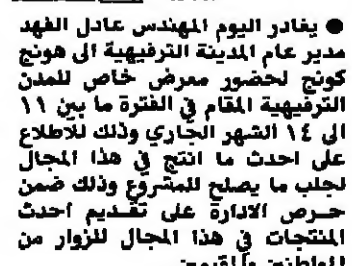 ● يغادر اليوم المهندس عادل الفهد
مدير عام المدينة الترفيهية الى هونج
كونج لحضور معرض خاص للمدن
الترفيهية المقام في الفترة ما بين ١١
الى ١٤ الشهر الجاري وذلك للاطلاع
على احدث ما انتج في هذا المجال
لجلب ما يصلح للمشروع وذلك ضمن
حرص الادارة على تقديم احدث
المنتجات في هذا المجال للزوار من
المواطنين والمقيمين